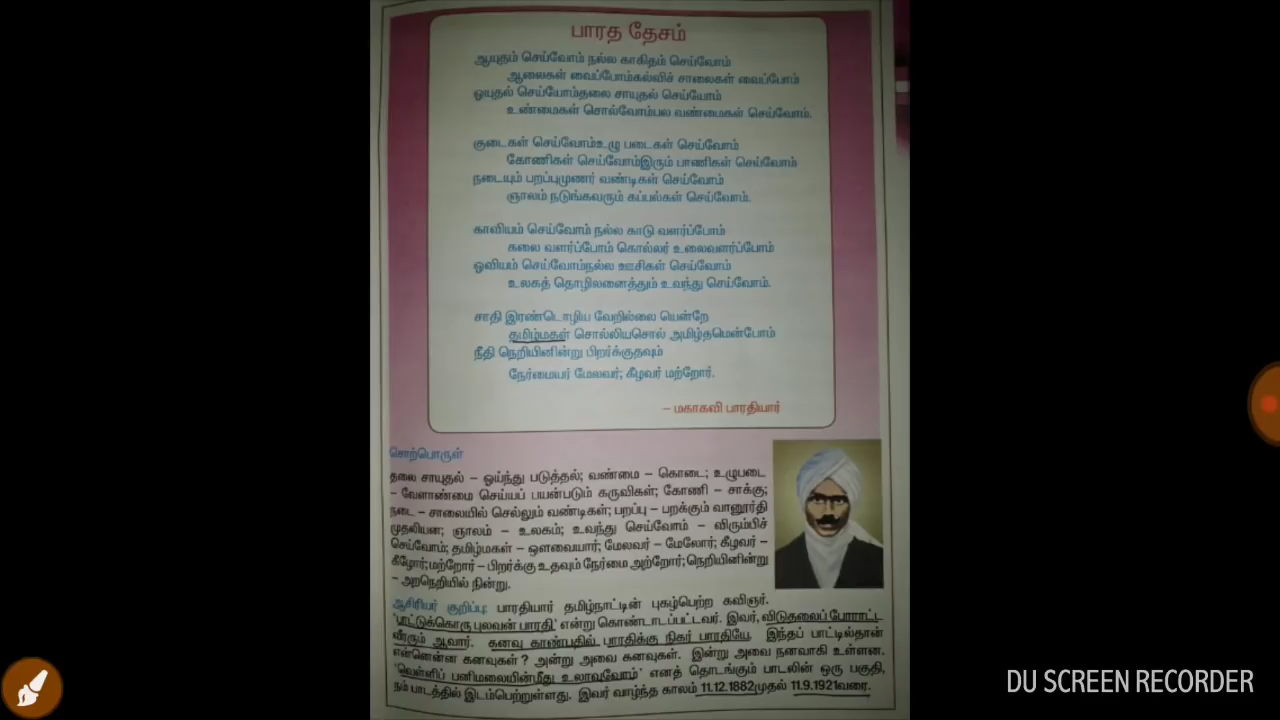 பாரத தேசம்
ஆயுதம் செய்வோம் நல்ல காகிதம் செய்வோம்
ஆலைகள் வைப்போம்கல்விச் சாலைகள் வைப்போம்
ஓயுதல் செய்யோம்தலை சாயுதல் செய்யோம்
உண்மைகள் சொல்வோம்பல வண்மைகள் செய்வோம்.
குடைகள் செய்வோம்உழு படைகள் செய்வோம்
கோணிகள் செய்வோம்இரும் பாணிகள் செய்வோம்
நடையும் பறப்புமுணர் வண்டிகள் செய்வோம்
ஞாலம் நடுங்கவரும் கப்பல்கள் செய்வோம்.
காவியம் செய்வோம் நல்ல காடு வளர்ப்போம்
கலை வளர்ப்போம் கொல்லர் உலைவளர்ப்போம்
ஓவியம் செய்வோம்நல்ல ஊசிகள் செய்வோம்
உலகத் தொழிலனைத்தும் உவந்து செய்வோம்.
சாதி இரண்டொழிய வேறில்லை யென்றே
தமிழ்மகள் சொல்லியசொல் அமிழ்தமென்போம்
நீதி நெறியினின்று பிறர்க்குதவும்
நேர்மையர் மேலவர்; கீழவர் மற்றோர்.
– மகாகவி பாரதியார்
சொற்பொருள்
தலை சாயுதல் – ஓய்ந்து படுத்தல்; வண்மை – கொடை; உழுபடை
– வேளாண்மை செய்யப் பயன்படும் கருவிகள்; கோணி – சாக்கு;
நடை – சாலையில் செல்லும் வண்டிகள்; பறப்பு – பறக்கும் வானூர்தி
முதலியன; ஞாலம் – உலகம்; உவந்து செய்வோம் – விரும்பிச்
செய்வோம்; தமிழ்மகள் – ஔவையார்; மேலவர் – மேலோர்; கீழவர் –
கீழோர்;மற்றோர் – பிறர்க்கு உதவும் நேர்மை அற்றோர்; நெறியினின்று
– அறநெறியில் நின்று.
ஆசிரியர் குறிப்பு: பாரதியார் தமிழ்நாட்டின் புகழ்பெற்ற கவிஞர்.
'பாட்டுக்கொரு புலவன் பாரதி' என்று கொண்டாடப்பட்டவர். இவர், விடுதலைப் போராட்ட
வீரரும் ஆவார். கனவு காண்பதில் பாரதிக்கு நிகர் பாரதியே. இந்தப் பாட்டில்தான்
என்னென்ன கனவுகள் ? அன்று அவை கனவுகள். இன்று அவை நனவாகி உள்ளன.
'வெள்ளிப் பனிமலையின்மீது உலாவுவோம்' எனத் தொடங்கும் பாடலின் ஒரு பகுதி,
நம் பாடத்தில் இடம்பெற்றுள்ளது. இவர் வாழ்ந்த காலம் 11.12.1882முதல் 11.9.1921வரை.
DU SCREEN RECORDER